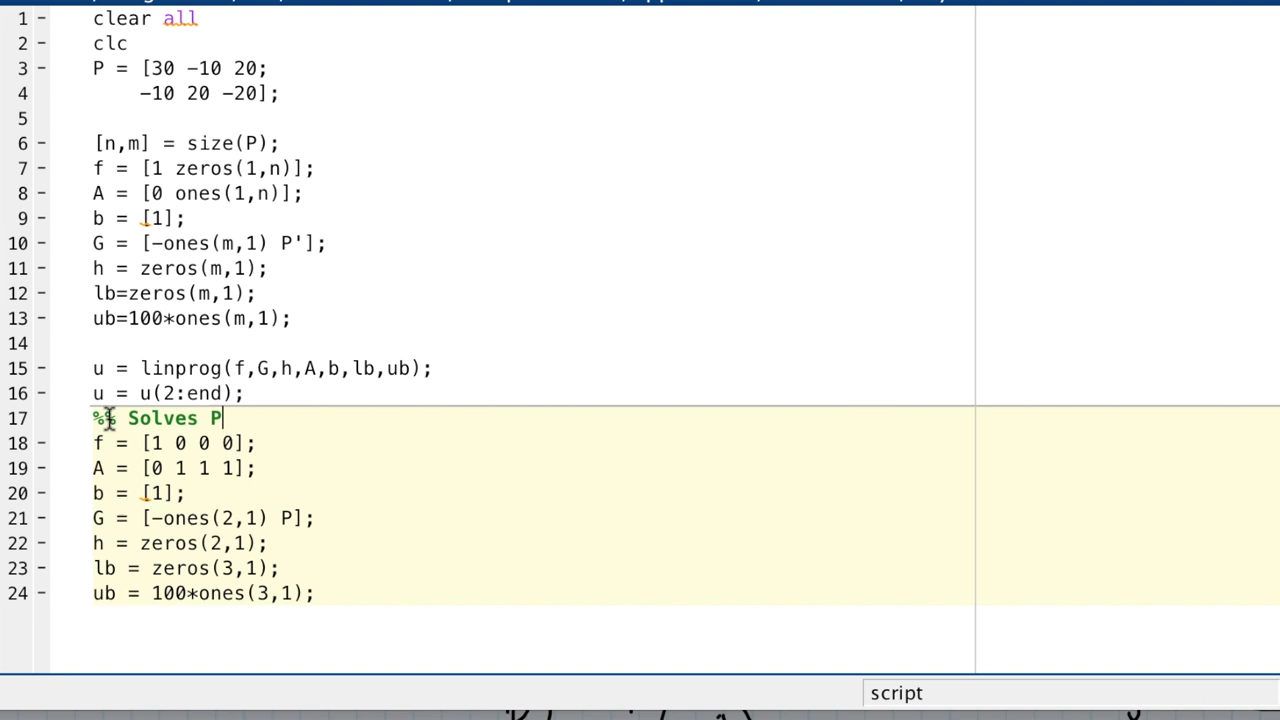 1 - clear all
2 - clc
3 - P = [30 -10 20;
4 -10 20 -20];
5
6 - [n,m] = size(P);
7 - f = [1 zeros(1,n)];
8 - A = [0 ones(1,n)];
9 - b = [1];
10 - G = [-ones(m,1) P'];
11 - h = zeros(m,1);
12 - lb=zeros(m,1);
13 - ub=100*ones(m,1);
14
15 - u = linprog(f,G,h,A,b,lb,ub);
16 - u = u(2:end);
17 %% Solves P
18 - f = [1 0 0 0];
19 - A = [0 1 1 1];
20 - b = [1];
21 - G = [-ones(2,1) P];
22 - h = zeros(2,1);
23 - lb = zeros(3,1);
24 - ub = 100*ones(3,1);
script